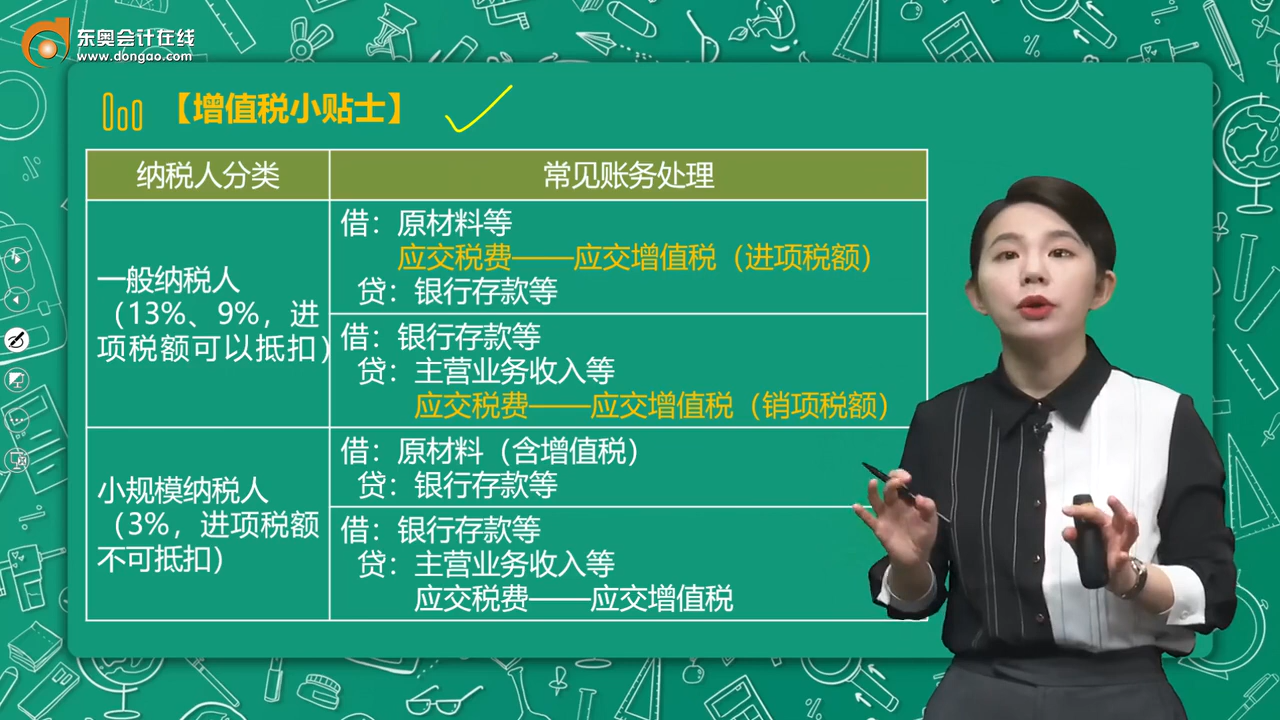 东奥会计在线
www.dongao.com
【增值税小贴士】
纳税人分类
常见账务处理
一般纳税人
（13%、9%，进
项税额可以抵扣）
借：原材料等
应交税费——应交增值税（进项税额）
贷：银行存款等
借：银行存款等
贷：主营业务收入等
应交税费——应交增值税（销项税额）
小规模纳税人
（3%，进项税额
不可抵扣）
借：原材料（含增值税）
贷：银行存款等
借：银行存款等
贷：主营业务收入等
应交税费——应交增值税